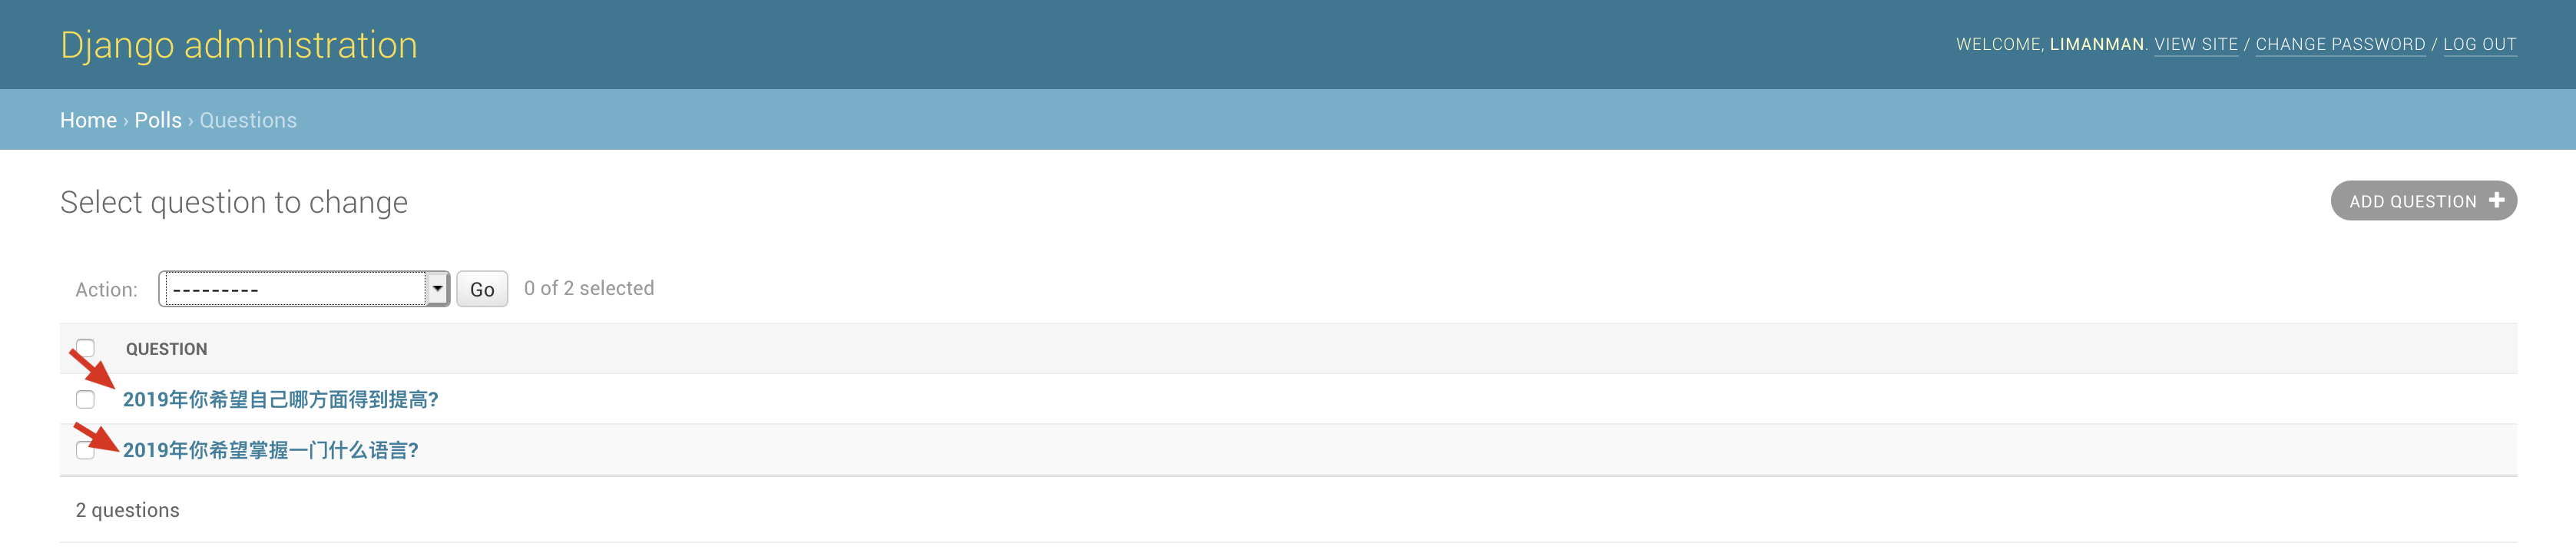 Django administration
WELCOME, LIMANMAN. VIEW SITE / CHANGE PASSWORD / LOG OUT
Home › Polls › Questions
Select question to change
ADD QUESTION +
Action: --------- Go 0 of 2 selected
QUESTION
2019年你希望自己哪方面得到提高?
2019年你希望掌握一门什么语言?
2 questions